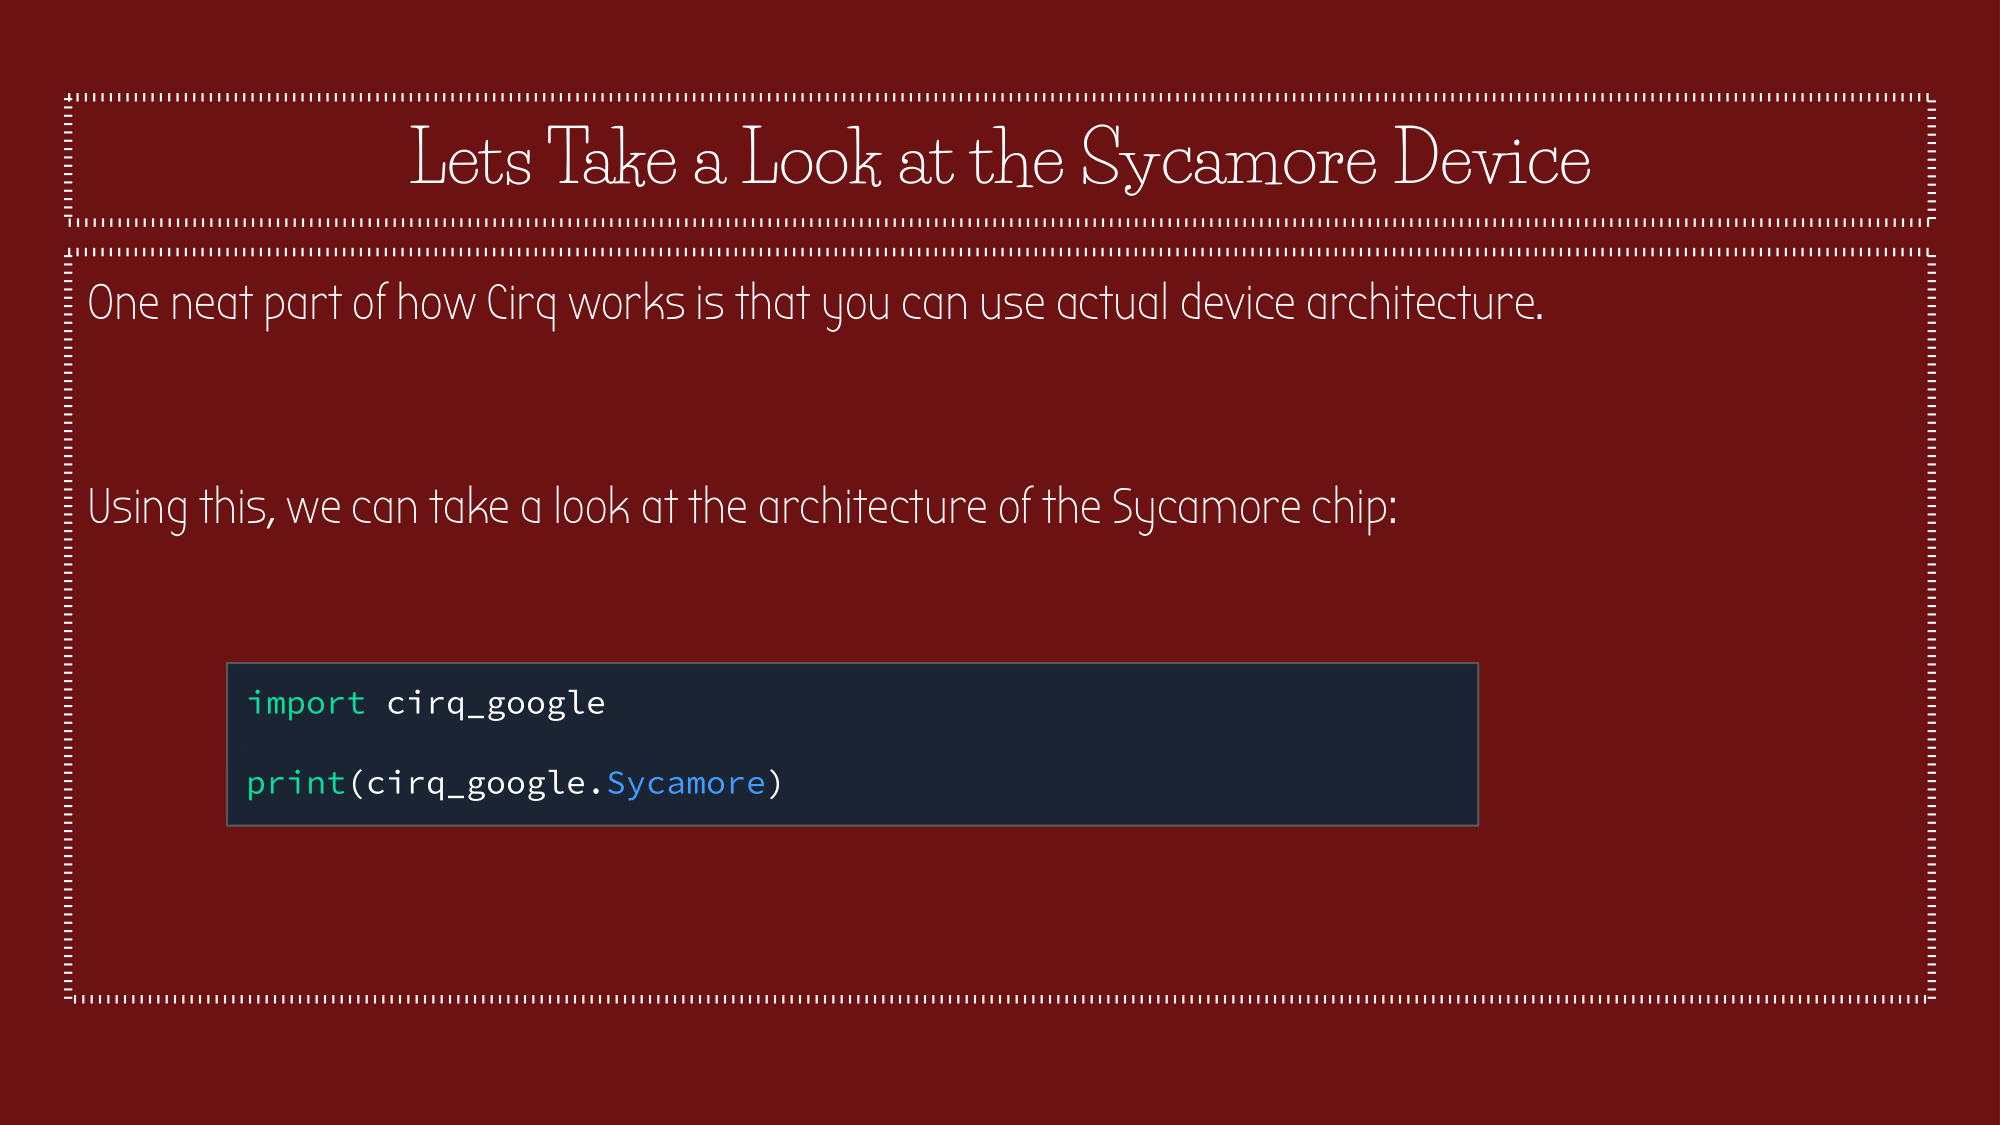 Lets Take a Look at the Sycamore Device
One neat part of how Cirq works is that you can use actual device architecture.
Using this, we can take a look at the architecture of the Sycamore chip:
import cirq_google
print(cirq_google.Sycamore)